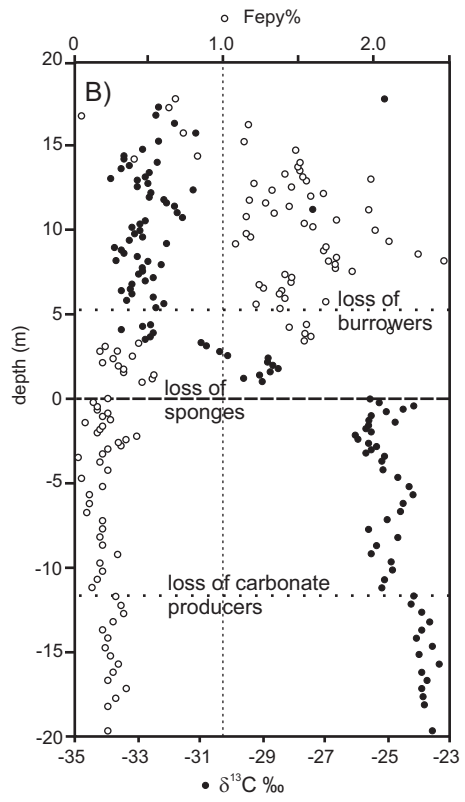 ○ Fepy%
0 1.0 2.0
B)
20
15
10
5
0
-5
-10
-15
-20
depth (m)
loss of
burrowers
loss of
sponges
loss of carbonate
producers
-35 -33 -31 -29 -27 -25 -23
● δ¹³C ‰